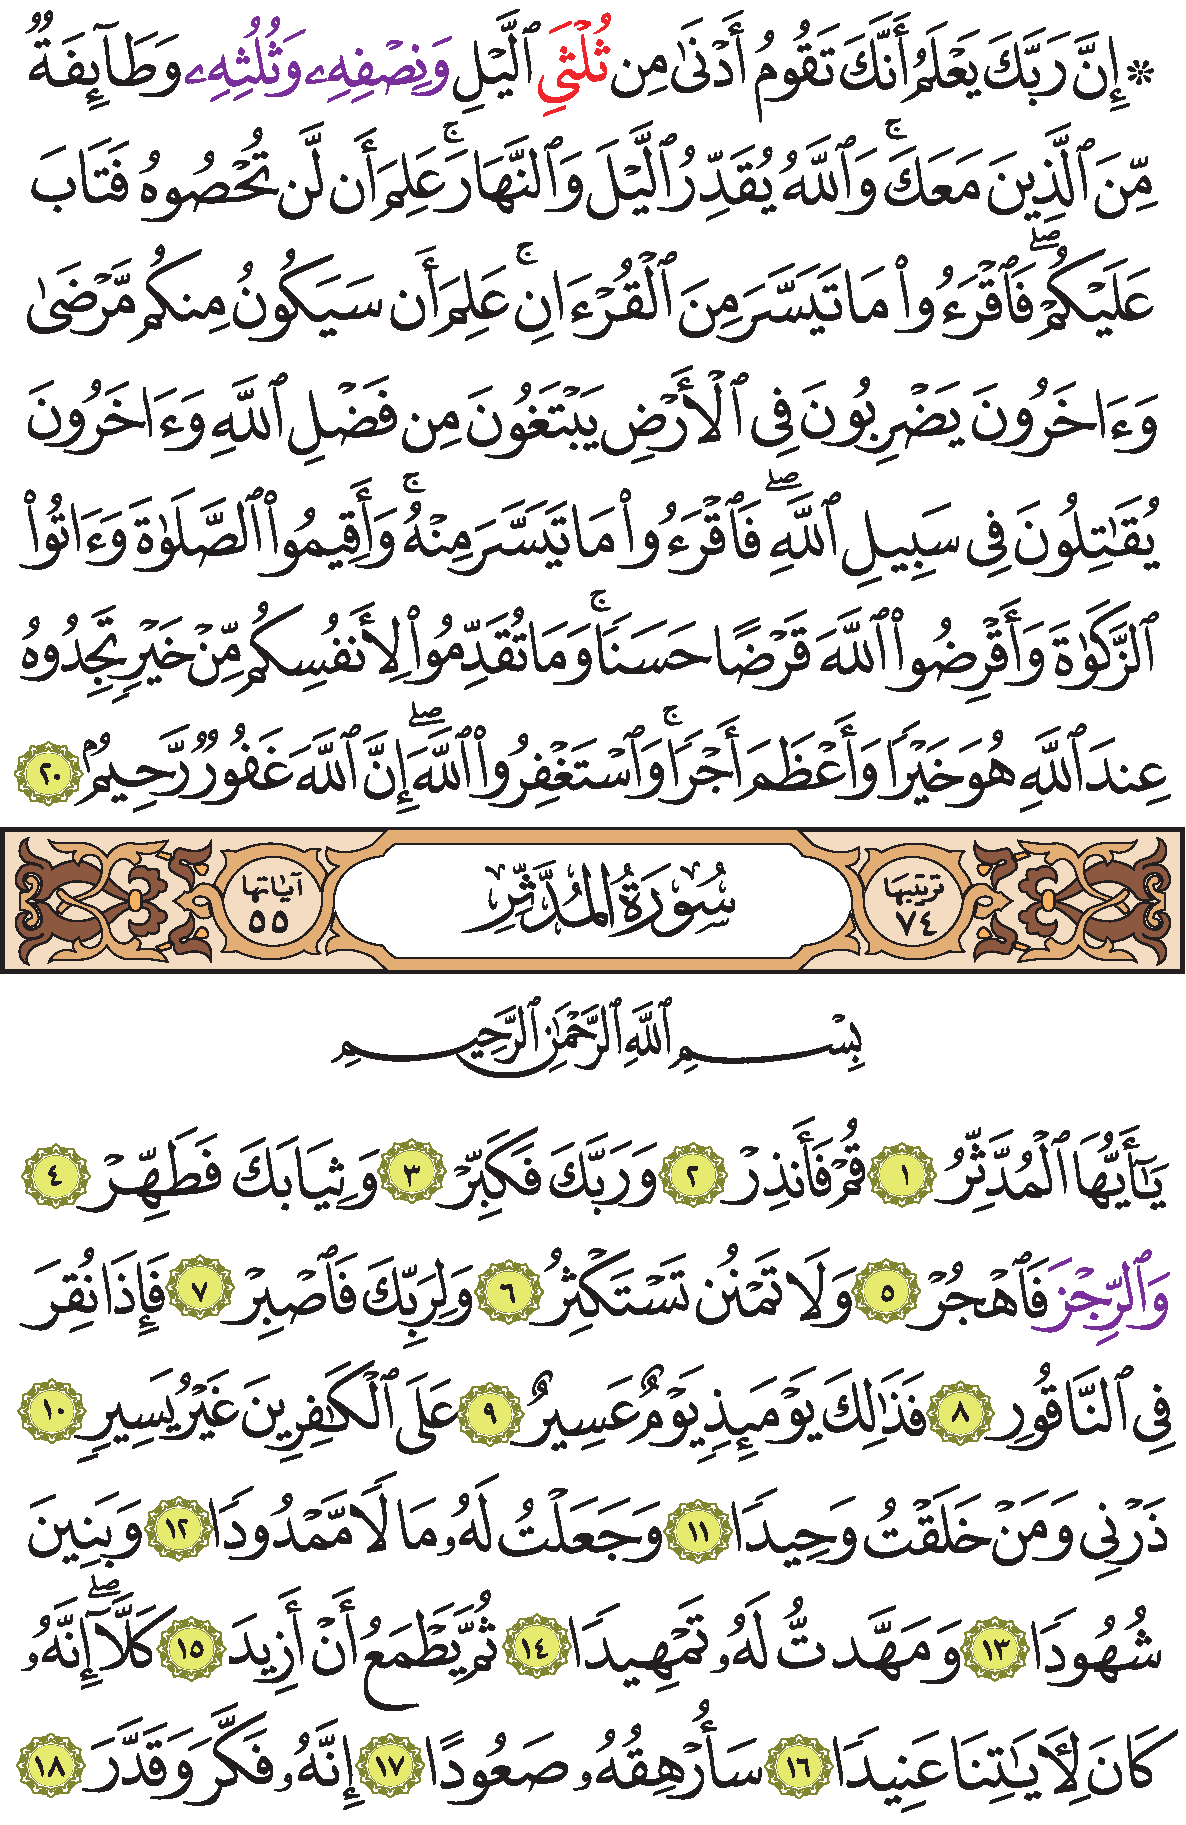 ۞ إِنَّ رَبَّكَ يَعْلَمُ أَنَّكَ تَقُومُ أَدْنَىٰ مِن ثُلْثَيِ ٱلَّيْلِ وَنِصْفِهِۦ وَثُلُثِهِۦ وَطَآئِفَةٌ
مِّنَ ٱلَّذِينَ مَعَكَۚ وَٱللَّهُ يُقَدِّرُ ٱلَّيْلَ وَٱلنَّهَارَۚ عَلِمَ أَن لَّن تُحْصُوهُ فَتَابَ
عَلَيْكُمْۖ فَٱقْرَءُوا۟ مَا تَيَسَّرَ مِنَ ٱلْقُرْءَانِۚ عَلِمَ أَن سَيَكُونُ مِنكُم مَّرْضَىٰ
وَءَاخَرُونَ يَضْرِبُونَ فِى ٱلْأَرْضِ يَبْتَغُونَ مِن فَضْلِ ٱللَّهِ وَءَاخَرُونَ
يُقَـٰتِلُونَ فِى سَبِيلِ ٱللَّهِۖ فَٱقْرَءُوا۟ مَا تَيَسَّرَ مِنْهُۚ وَأَقِيمُوا۟ ٱلصَّلَوٰةَ وَءَاتُوا۟
ٱلزَّكَوٰةَ وَأَقْرِضُوا۟ ٱللَّهَ قَرْضًا حَسَنًاۚ وَمَا تُقَدِّمُوا۟ لِأَنفُسِكُم مِّنْ خَيْرٍ تَجِدُوهُ
عِندَ ٱللَّهِ هُوَ خَيْرًا وَأَعْظَمَ أَجْرًاۚ وَٱسْتَغْفِرُوا۟ ٱللَّهَۖ إِنَّ ٱللَّهَ غَفُورٌ رَّحِيمٌۢ ٢٠
ترتيبها ٧٤ سُورَةُ المُدَّثِّرِ آياتها ٥٥
بِسْمِ ٱللَّهِ ٱلرَّحْمَـٰنِ ٱلرَّحِيمِ
يَـٰٓأَيُّهَا ٱلْمُدَّثِّرُ ١ قُمْ فَأَنذِرْ ٢ وَرَبَّكَ فَكَبِّرْ ٣ وَثِيَابَكَ فَطَهِّرْ ٤
وَٱلرِّجْزَ فَٱهْجُرْ ٥ وَلَا تَمْنُن تَسْتَكْثِرُ ٦ وَلِرَبِّكَ فَٱصْبِرْ ٧ فَإِذَا نُقِرَ
فِى ٱلنَّاقُورِ ٨ فَذَٰلِكَ يَوْمَئِذٍ يَوْمٌ عَسِيرٌ ٩ عَلَى ٱلْكَـٰفِرِينَ غَيْرُ يَسِيرٍ ١٠
ذَرْنِى وَمَنْ خَلَقْتُ وَحِيدًا ١١ وَجَعَلْتُ لَهُۥ مَالًا مَّمْدُودًا ١٢ وَبَنِينَ
شُهُودًا ١٣ وَمَهَّدتُّ لَهُۥ تَمْهِيدًا ١٤ ثُمَّ يَطْمَعُ أَنْ أَزِيدَ ١٥ كَلَّآۖ إِنَّهُۥ
كَانَ لِـَٔايَـٰتِنَا عَنِيدًا ١٦ سَأُرْهِقُهُۥ صَعُودًا ١٧ إِنَّهُۥ فَكَّرَ وَقَدَّرَ ١٨